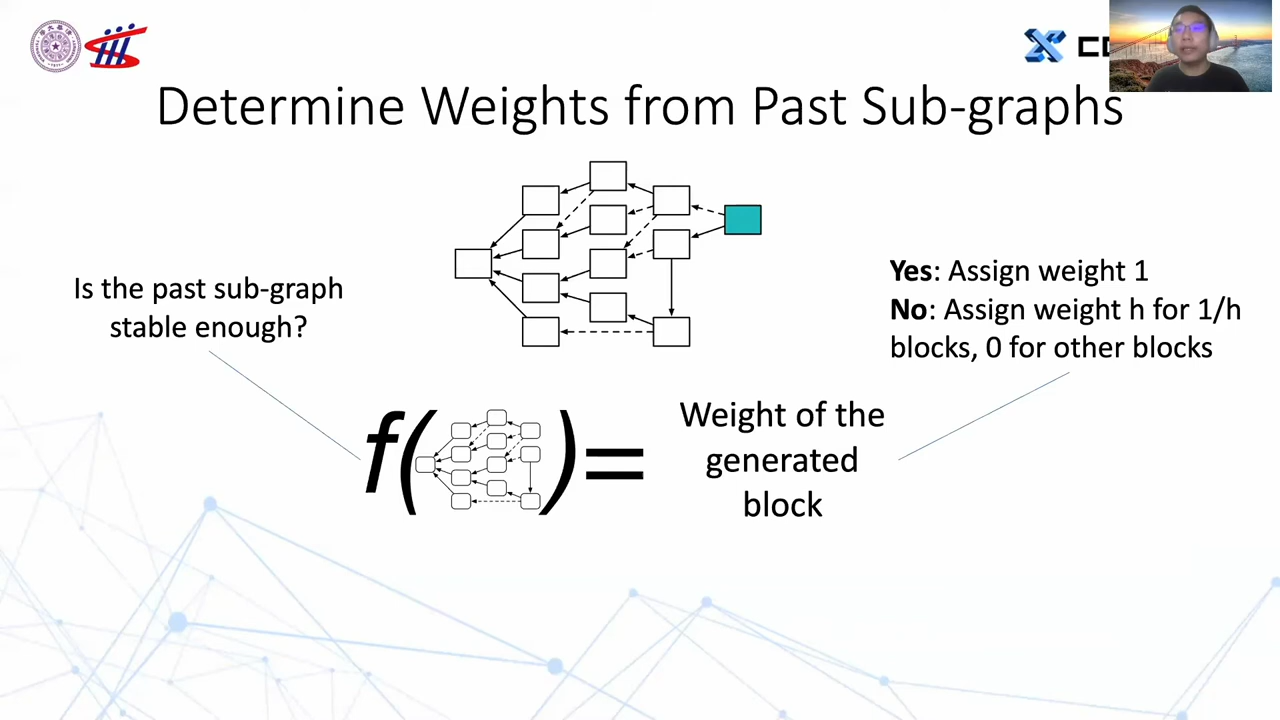 Determine Weights from Past Sub-graphs
Is the past sub-graph
stable enough?
Yes: Assign weight 1
No: Assign weight h for 1/h
blocks, 0 for other blocks
f( )=
Weight of the
generated
block